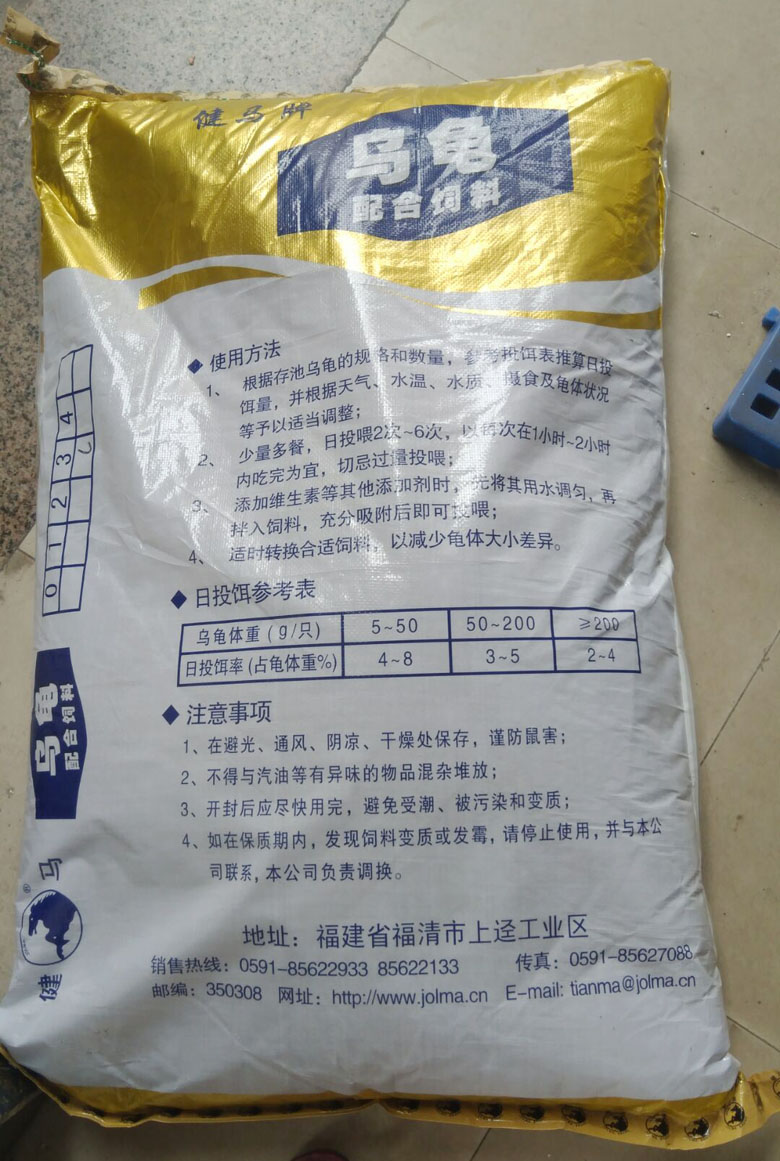 健马牌
乌龟
配合饲料
◆使用方法
1、根据存池乌龟的规格和数量，参考投饵表推算日投
饵量，并根据天气、水温、水质、摄食及龟体状况
等予以适当调整；
2、少量多餐，日投喂2次~6次，以每次在1小时~2小时
内吃完为宜，切忌过量投喂；
3、添加维生素等其他添加剂时，先将其用水调匀，再
拌入饲料，充分吸附后即可投喂；
4、适时转换合适饲料，以减少龟体大小差异。
◆日投饵参考表
乌龟体重(g/只) 5~50 50~200 ≥200
日投饵率(占龟体重%) 4~8 3~5 2~4
◆注意事项
1、在避光、通风、阴凉、干燥处保存，谨防鼠害；
2、不得与汽油等有异味的物品混杂堆放；
3、开封后应尽快用完，避免受潮、被污染和变质；
4、如在保质期内，发现饲料变质或发霉，请停止使用，并与本公
司联系，本公司负责调换。
地址：福建省福清市上迳工业区
销售热线：0591-85622933 85622133 传真：0591-85627088
邮编：350308 网址：http://www.jolma.cn E-mail: tianma@jolma.cn
0 1 2 3 4
乌龟
配合饲料
健马®